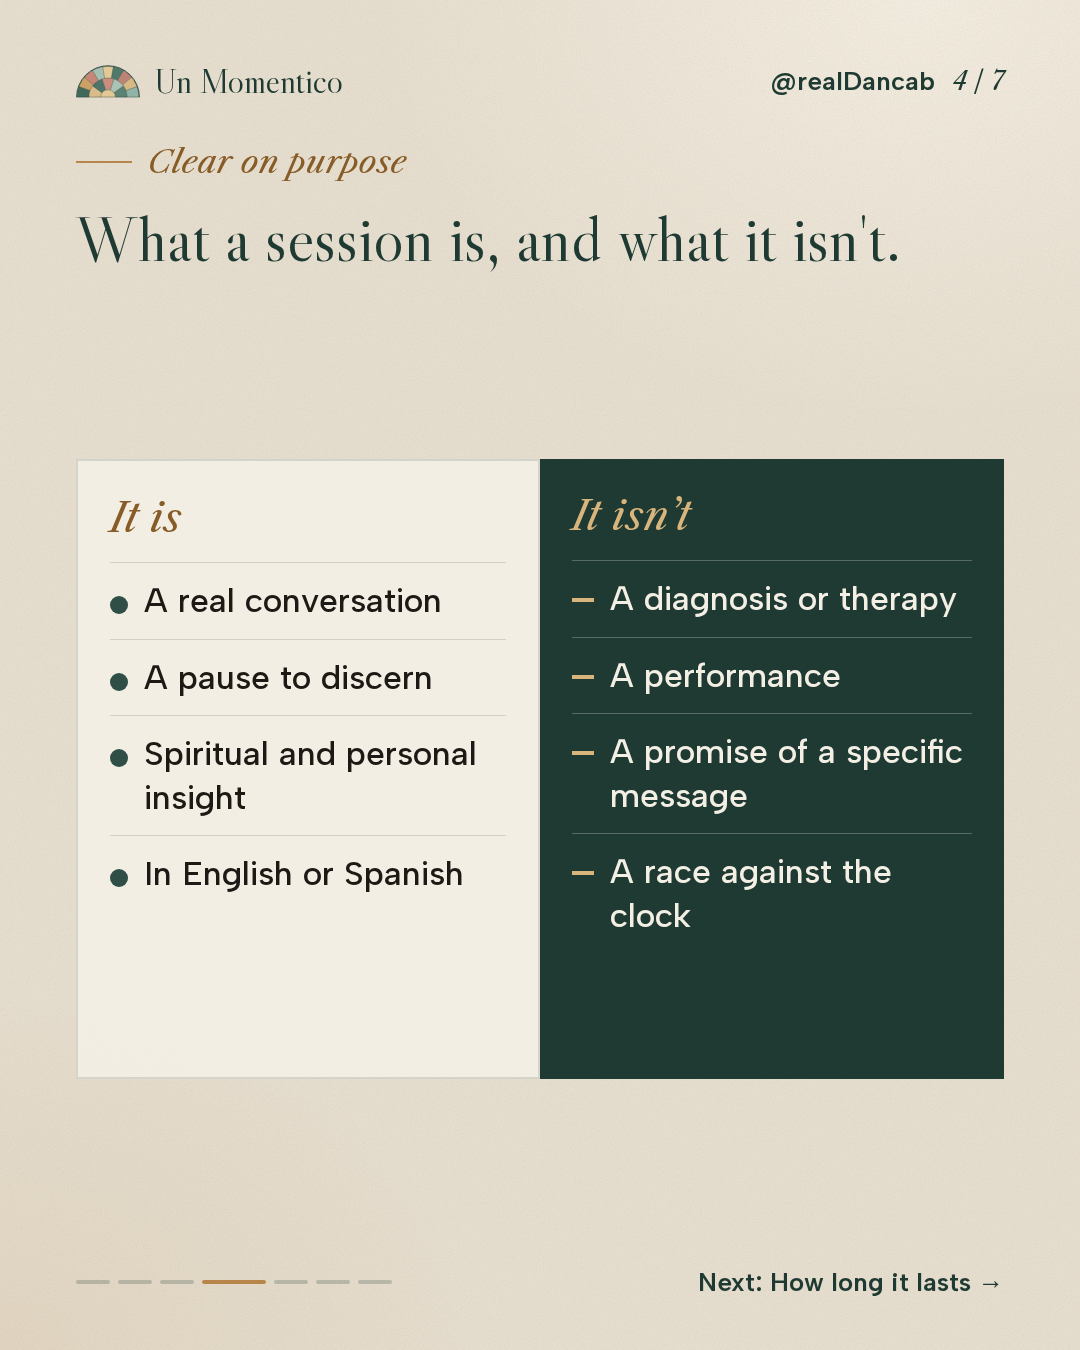 Un Momentico
@realDancab 4 / 7
Clear on purpose
What a session is, and what it isn't.
It is
A real conversation
A pause to discern
Spiritual and personal
insight
In English or Spanish
It isn’t
A diagnosis or therapy
A performance
A promise of a specific
message
A race against the
clock
Next: How long it lasts →